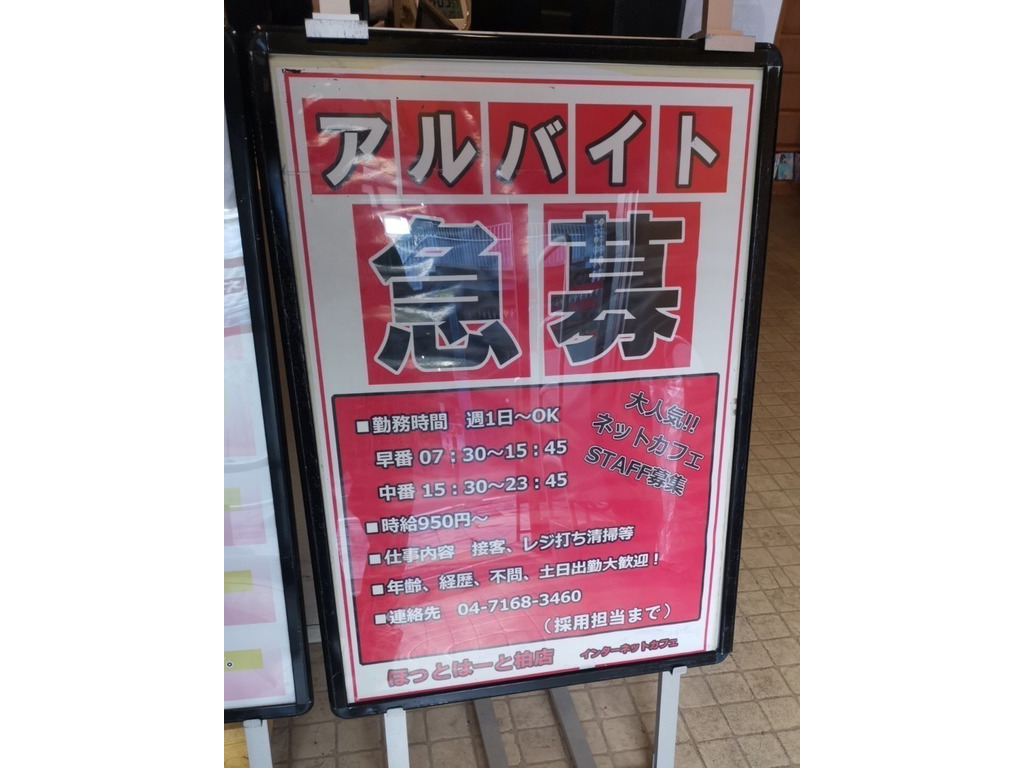 アルバイト
急募
大人気!!
ネットカフェ
STAFF募集
■勤務時間　週1日～OK
早番 07：30～15：45
中番 15：30～23：45
■時給950円～
■仕事内容　接客、レジ打ち清掃等
■年齢、経歴、不問、土日出勤大歓迎！
■連絡先　04-7168-3460
（採用担当まで）
ほっとはーと柏店　インターネットカフェ